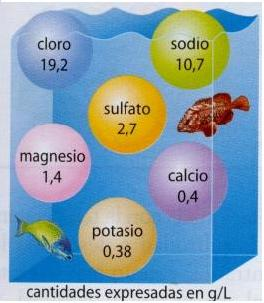 cloro
19,2
sodio
10,7
sulfato
2,7
magnesio
1,4
calcio
0,4
potasio
0,38
cantidades expresadas en g/L